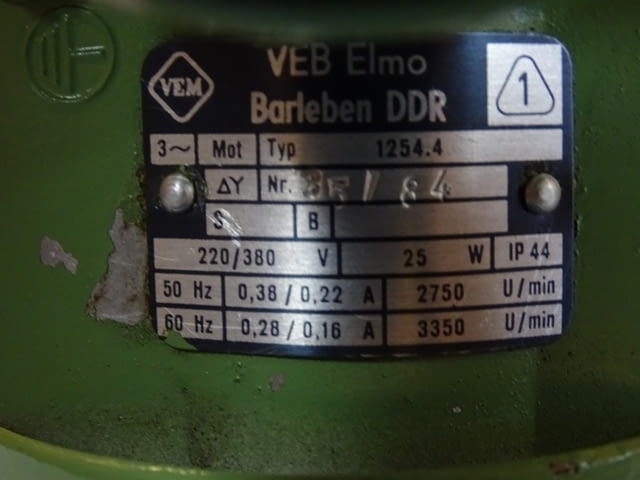 VEM
VEB Elmo
Barleben DDR
1
3~ Mot Typ 1254.4
ΔY Nr. / 84
S B
220/380 V 25 W IP 44
50 Hz 0,38 / 0,22 A 2750 U/min
60 Hz 0,28 / 0,16 A 3350 U/min